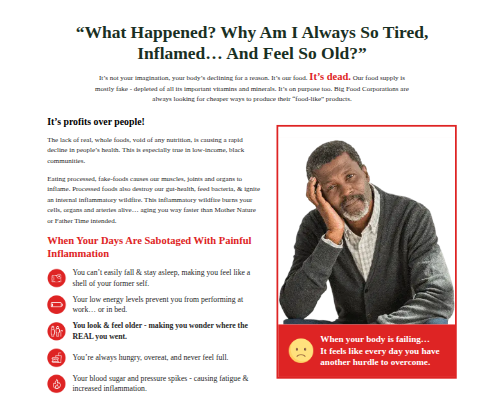 “What Happened? Why Am I Always So Tired,
Inflamed… And Feel So Old?”
It’s not your imagination, your body’s declining for a reason. It’s our food. It’s dead. Our food supply is
mostly fake - depleted of all its important vitamins and minerals. It’s on purpose too. Big Food Corporations are
always looking for cheaper ways to produce their “food-like” products.
It’s profits over people!
The lack of real, whole foods, void of any nutrition, is causing a rapid
decline in people’s health. This is especially true in low-income, black
communities.
Eating processed, fake-foods causes our muscles, joints and organs to
inflame. Processed foods also destroy our gut-health, feed bacteria, & ignite
an internal inflammatory wildfire. This inflammatory wildfire burns your
cells, organs and arteries alive… aging you way faster than Mother Nature
or Father Time intended.
When Your Days Are Sabotaged With Painful
Inflammation
You can’t easily fall & stay asleep, making you feel like a
shell of your former self.
Your low energy levels prevent you from performing at
work… or in bed.
You look & feel older - making you wonder where the
REAL you went.
You’re always hungry, overeat, and never feel full.
Your blood sugar and pressure spikes - causing fatigue &
increased inflammation.
When your body is failing…
It feels like every day you have
another hurdle to overcome.